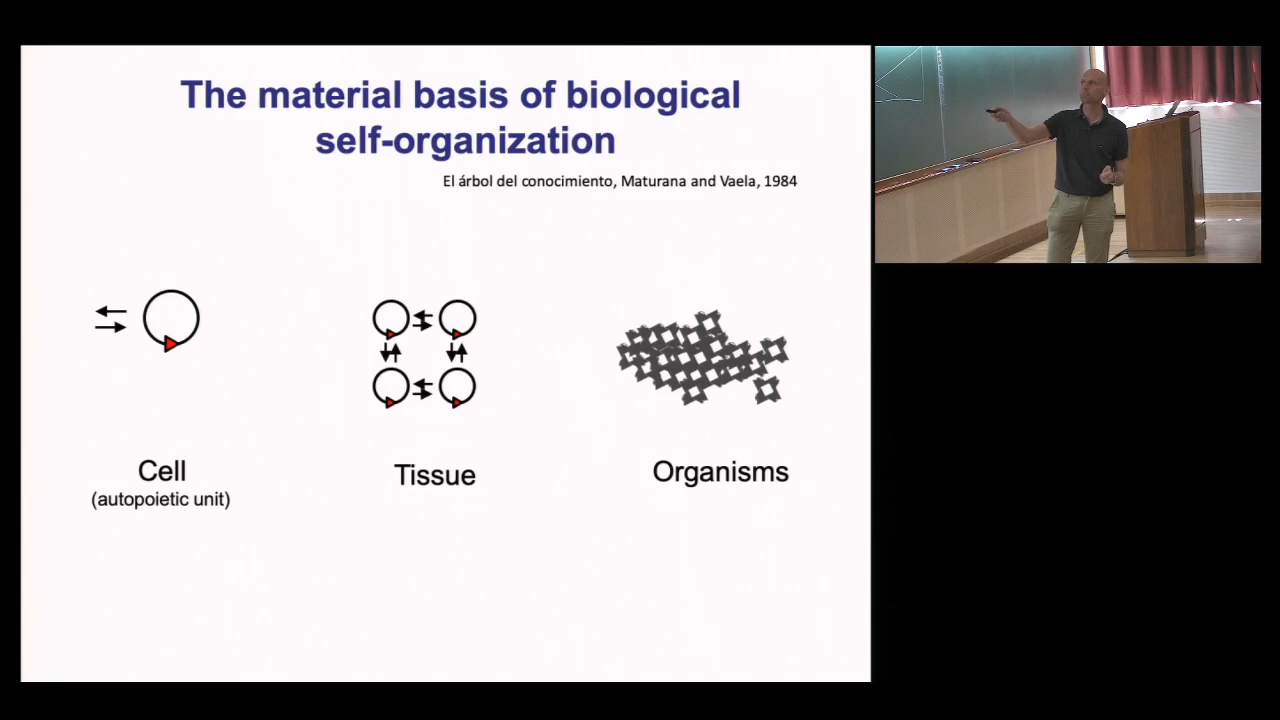 The material basis of biological
self-organization
El árbol del conocimiento, Maturana and Vaela, 1984
Cell
(autopoietic unit)
Tissue
Organisms